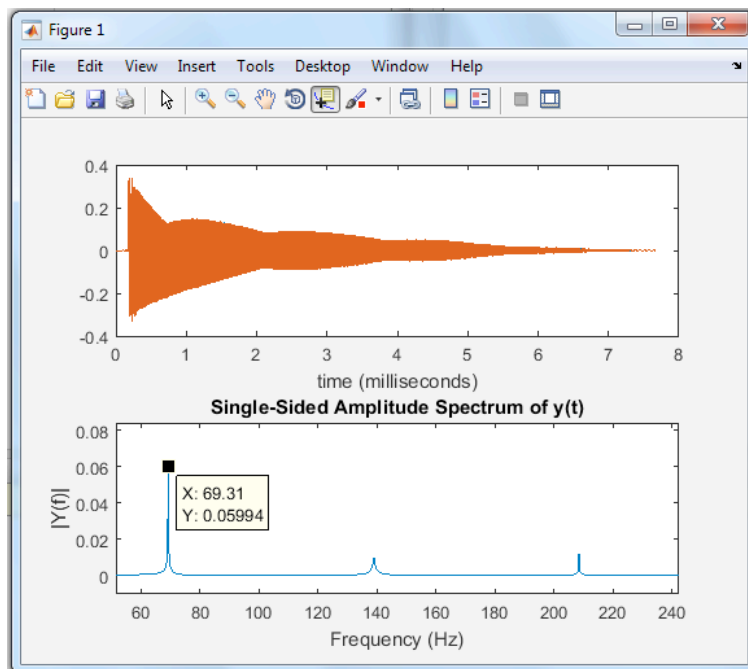 Figure 1
File Edit View Insert Tools Desktop Window Help
0.4
0.2
0
-0.2
-0.4
0 1 2 3 4 5 6 7 8
time (milliseconds)
Single-Sided Amplitude Spectrum of y(t)
0.08
0.06
0.04
0.02
0
|Y(f)|
X: 69.31
Y: 0.05994
60 80 100 120 140 160 180 200 220 240
Frequency (Hz)